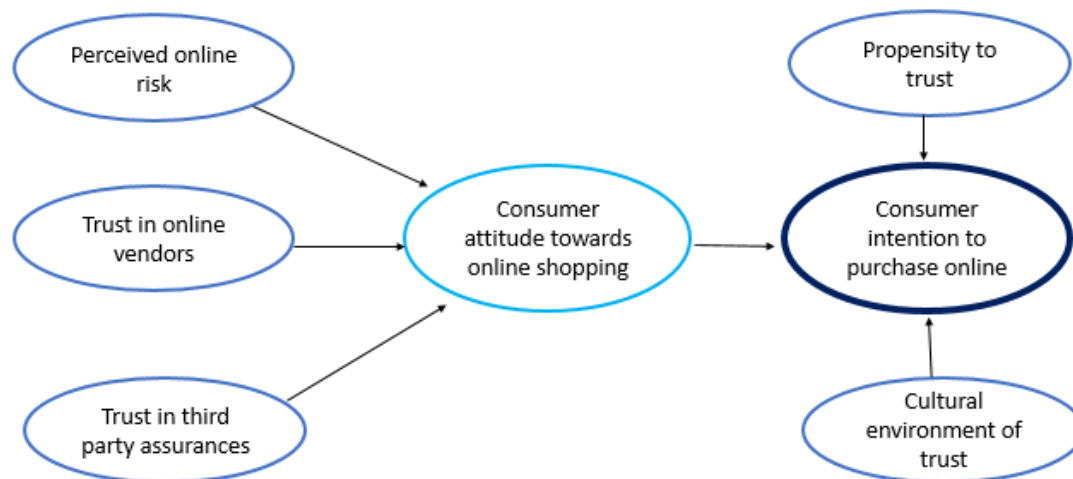 Perceived online
risk
Propensity to
trust
Trust in online
vendors
Consumer
attitude towards
online shopping
Consumer
intention to
purchase online
Trust in third
party assurances
Cultural
environment of
trust